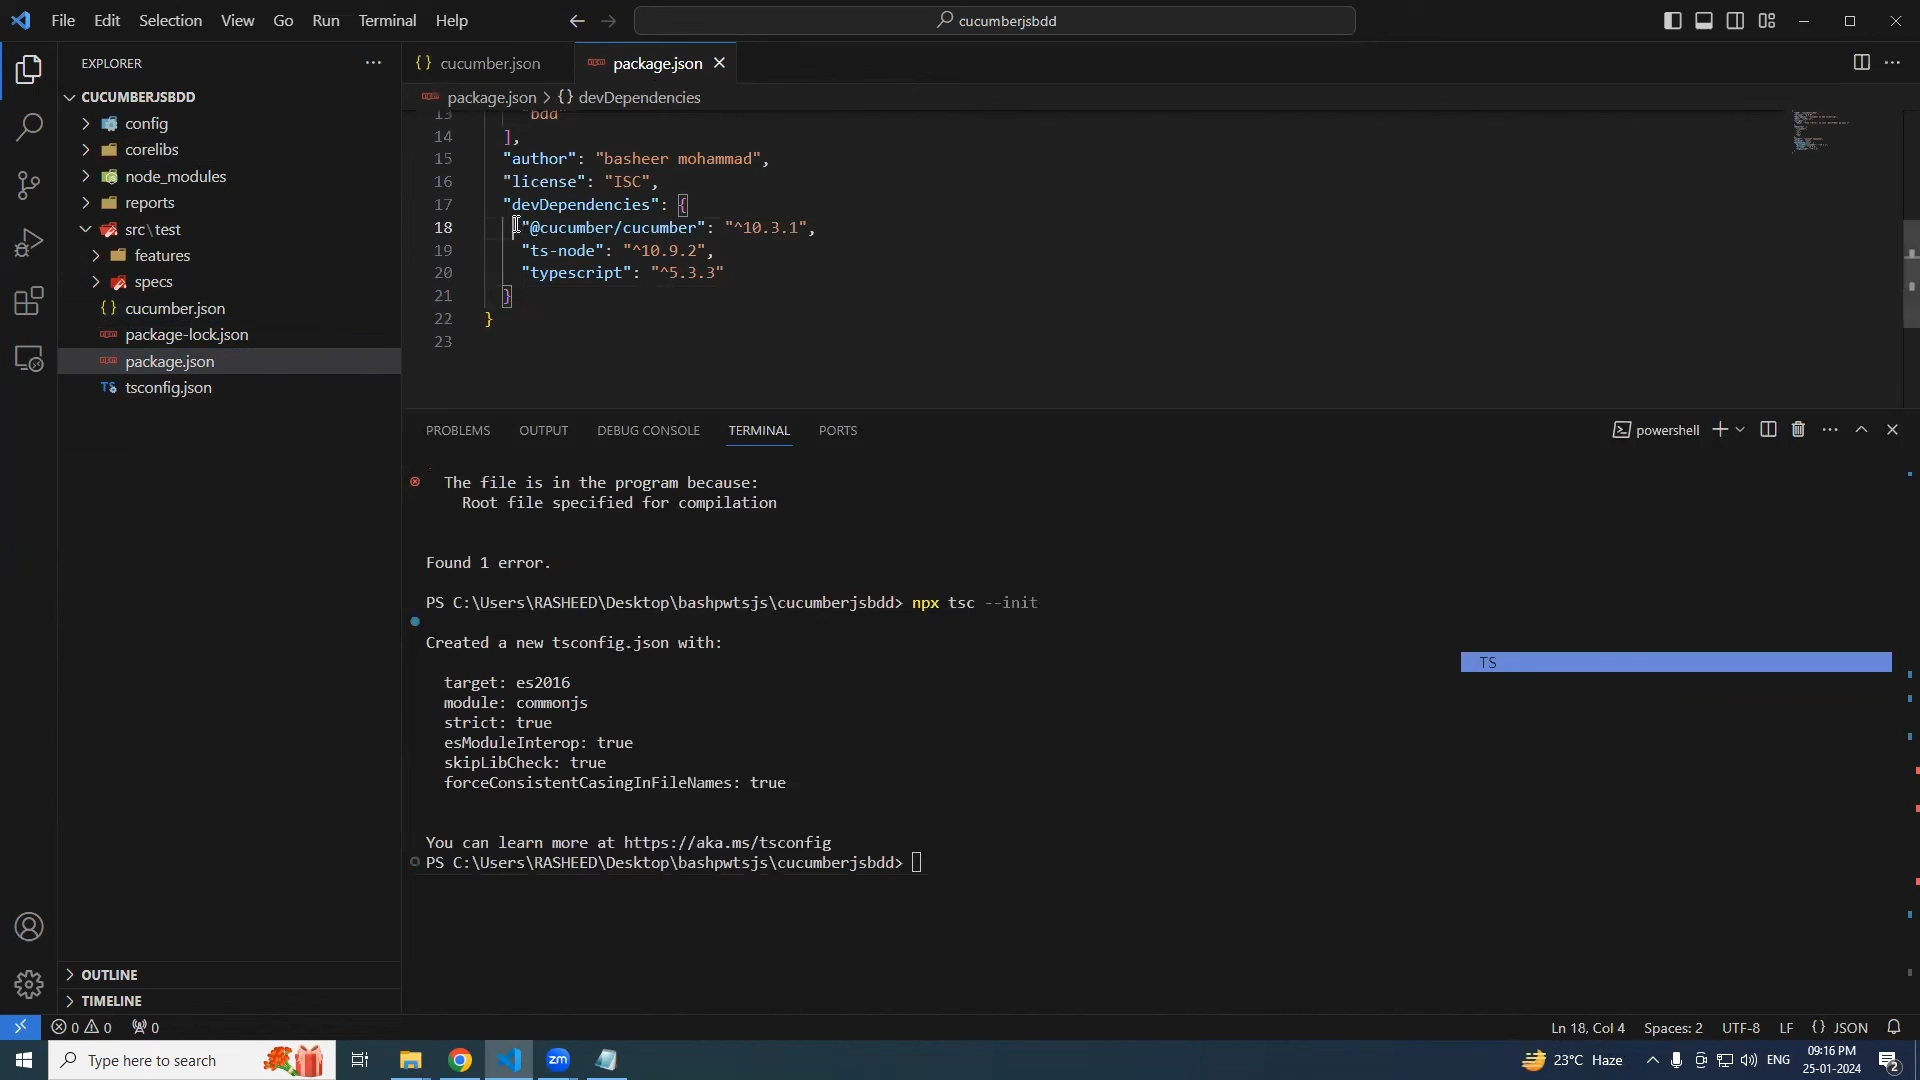 File Edit Selection View Go Run Terminal Help
cucumberjsbdd
EXPLORER
CUCUMBERJSBDD
config
corelibs
node_modules
reports
src\test
features
specs
{} cucumber.json
package-lock.json
package.json
TS tsconfig.json
OUTLINE
TIMELINE
{} cucumber.json
package.json
package.json > {} devDependencies
13 "bdd"
14 ],
15 "author": "basheer mohammad",
16 "license": "ISC",
17 "devDependencies": {
18 "@cucumber/cucumber": "^10.3.1",
19 "ts-node": "^10.9.2",
20 "typescript": "^5.3.3"
21 }
22 }
23
PROBLEMS OUTPUT DEBUG CONSOLE TERMINAL PORTS
powershell
The file is in the program because:
Root file specified for compilation
Found 1 error.
PS C:\Users\RASHEED\Desktop\bashpwtsjs\cucumberjsbdd> npx tsc --init
Created a new tsconfig.json with:
TS
target: es2016
module: commonjs
strict: true
esModuleInterop: true
skipLibCheck: true
forceConsistentCasingInFileNames: true
You can learn more at https://aka.ms/tsconfig
PS C:\Users\RASHEED\Desktop\bashpwtsjs\cucumberjsbdd>
0 0 0
Ln 18, Col 4 Spaces: 2 UTF-8 LF {} JSON
Type here to search
zm
23°C Haze
ENG
09:16 PM
25-01-2024
2